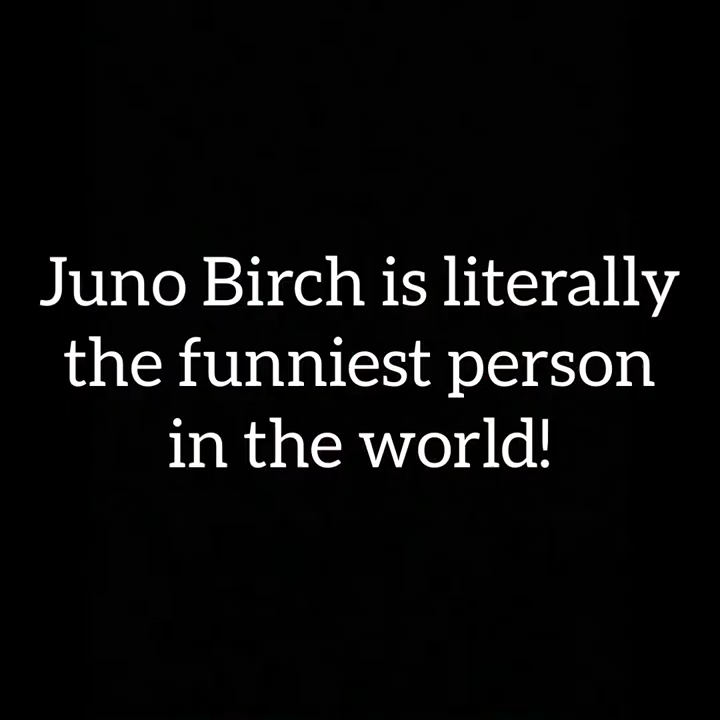 Juno Birch is literally
the funniest person
in the world!